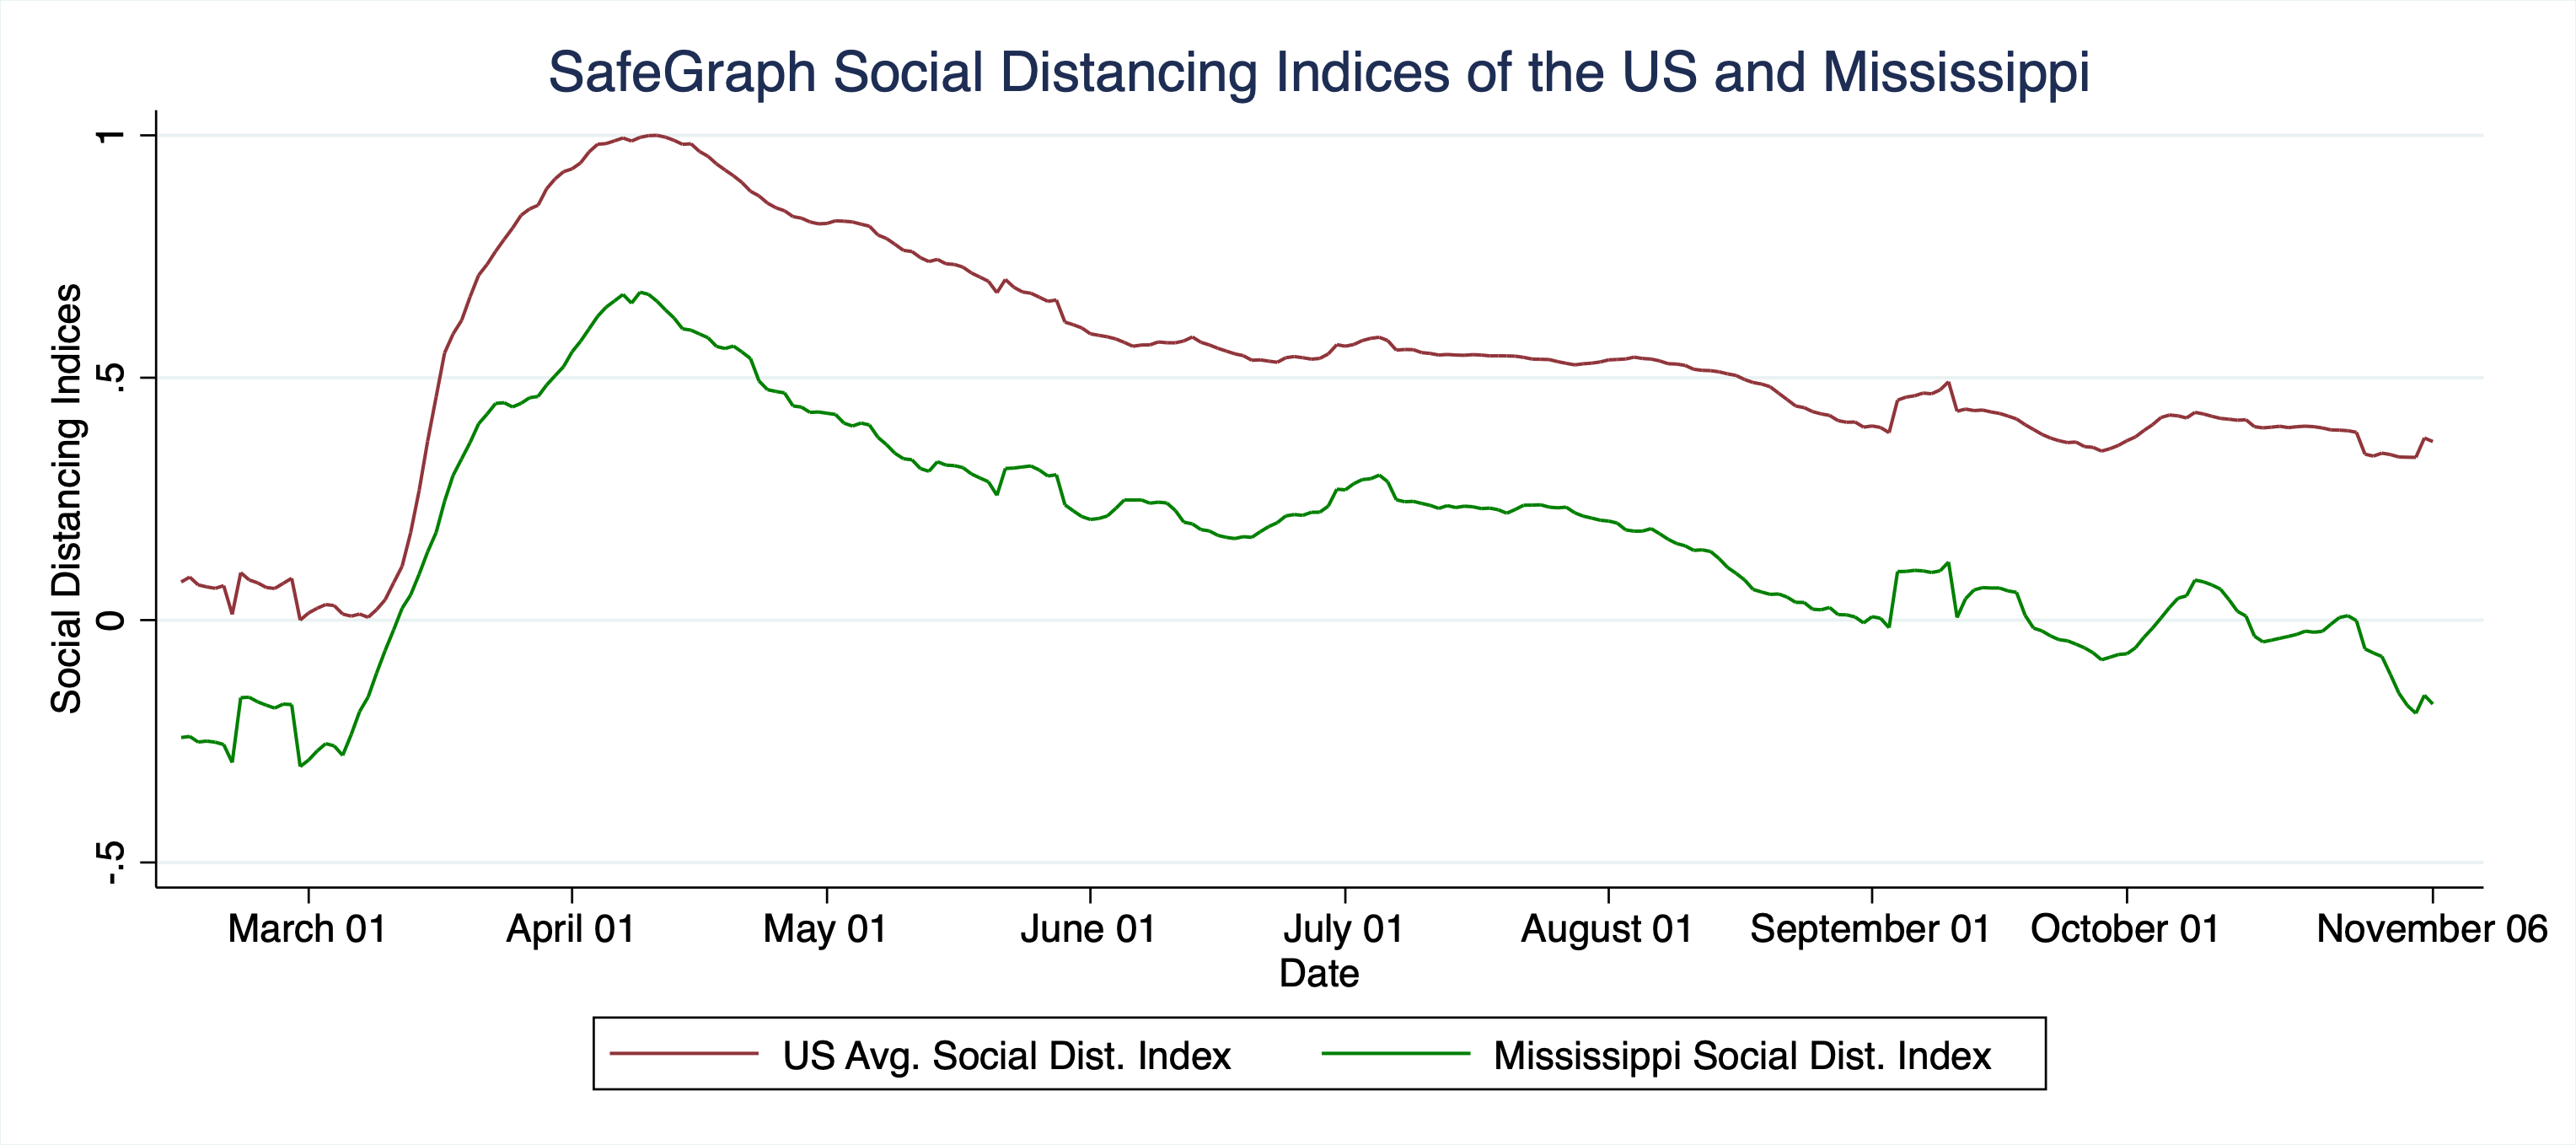 SafeGraph Social Distancing Indices of the US and Mississippi
Social Distancing Indices
1
.5
0
-.5
March 01 April 01 May 01 June 01 July 01 August 01 September 01 October 01 November 06
Date
US Avg. Social Dist. Index Mississippi Social Dist. Index